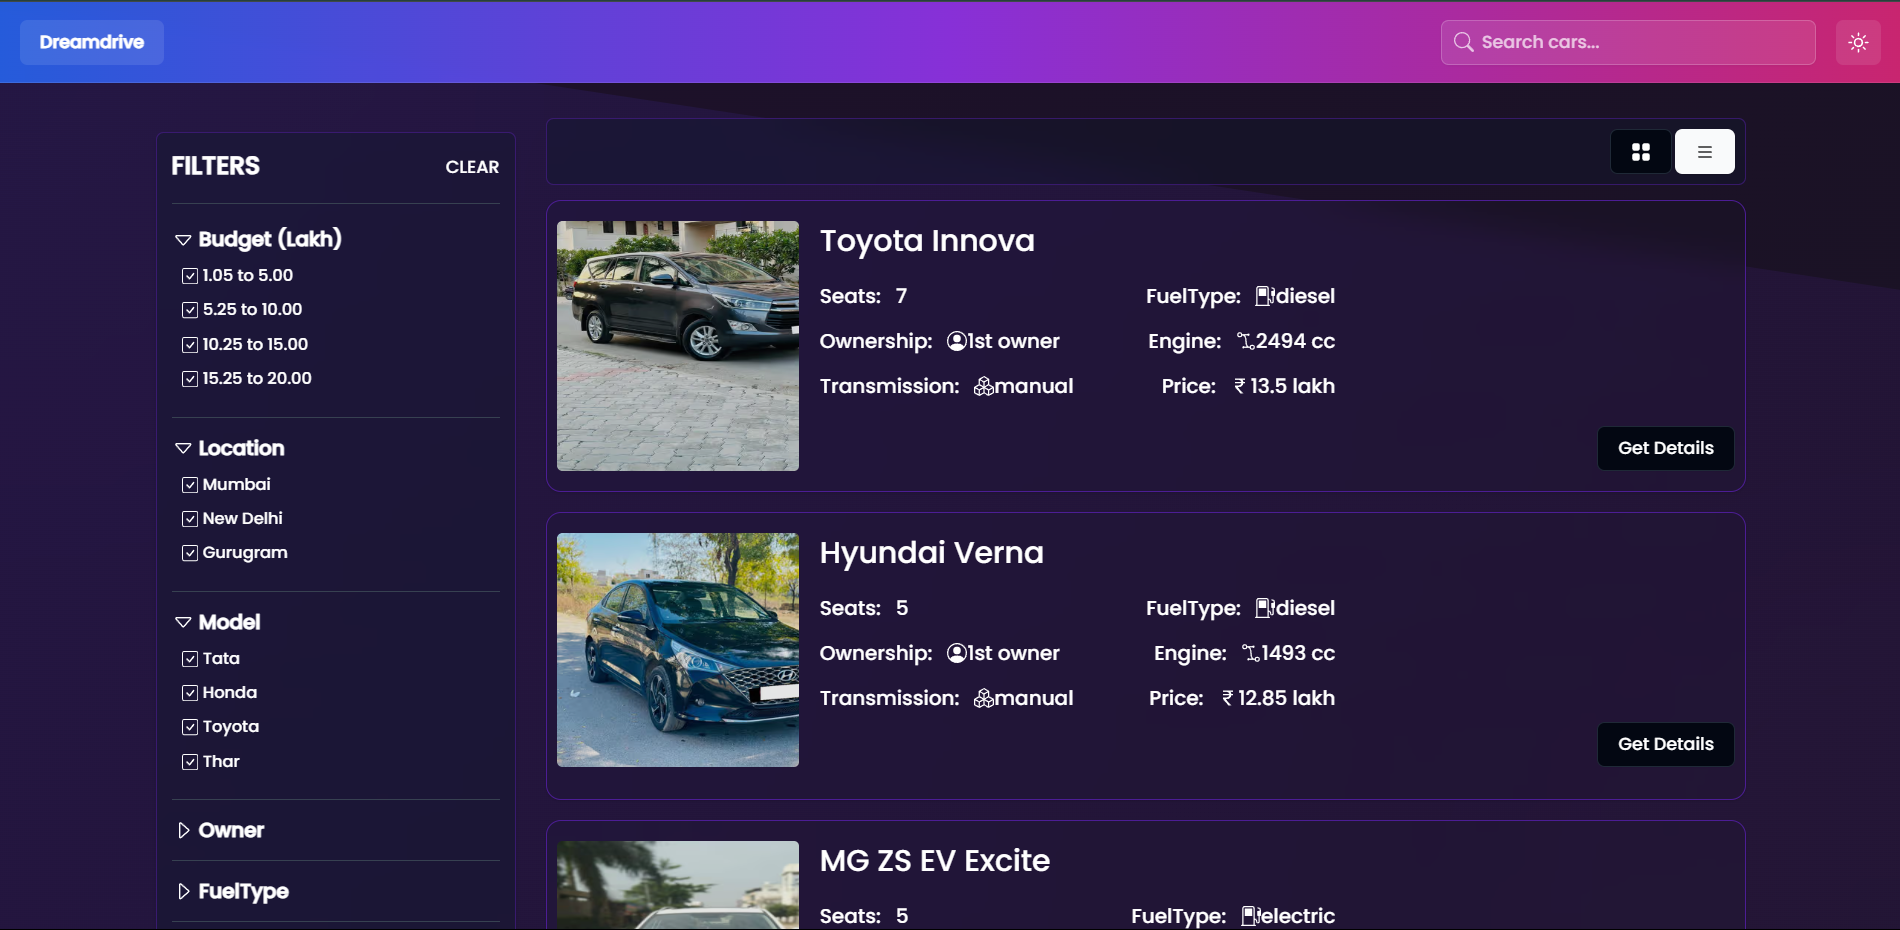 Dreamdrive
Search cars...
FILTERS
CLEAR
Budget (Lakh)
1.05 to 5.00
5.25 to 10.00
10.25 to 15.00
15.25 to 20.00
Location
Mumbai
New Delhi
Gurugram
Model
Tata
Honda
Toyota
Thar
Owner
FuelType
Toyota Innova
Seats: 7 FuelType: diesel
Ownership: 1st owner Engine: 2494 cc
Transmission: manual Price: ₹ 13.5 lakh
Get Details
Hyundai Verna
Seats: 5 FuelType: diesel
Ownership: 1st owner Engine: 1493 cc
Transmission: manual Price: ₹ 12.85 lakh
Get Details
MG ZS EV Excite
Seats: 5 FuelType: electric